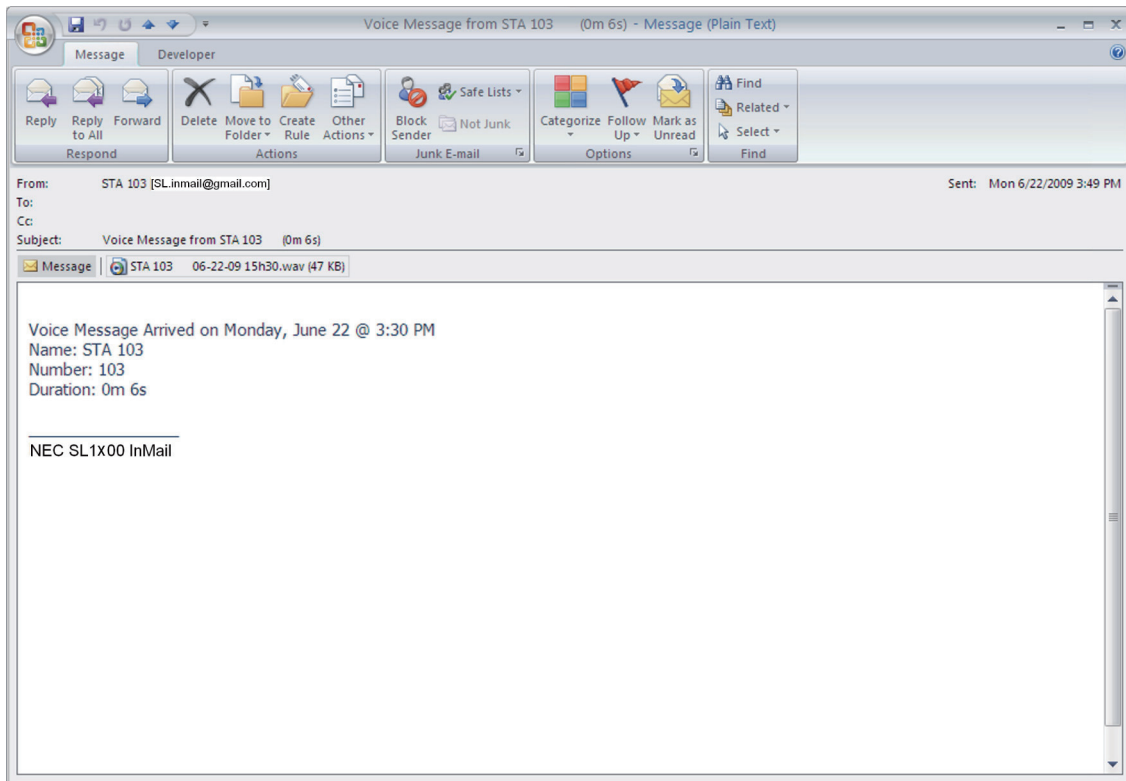 Voice Message from STA 103 (0m 6s) - Message (Plain Text)
Message Developer
Reply Reply to All Forward
Respond
Delete Move to Folder Create Rule Other Actions
Actions
Block Sender Safe Lists Not Junk
Junk E-mail
Categorize Follow Up Mark as Unread
Options
Find Related Select
Find
From: STA 103 [SL.inmail@gmail.com] Sent: Mon 6/22/2009 3:49 PM
To:
Cc:
Subject: Voice Message from STA 103 (0m 6s)
Message STA 103 06-22-09 15h30.wav (47 KB)
Voice Message Arrived on Monday, June 22 @ 3:30 PM
Name: STA 103
Number: 103
Duration: 0m 6s
NEC SL1X00 InMail